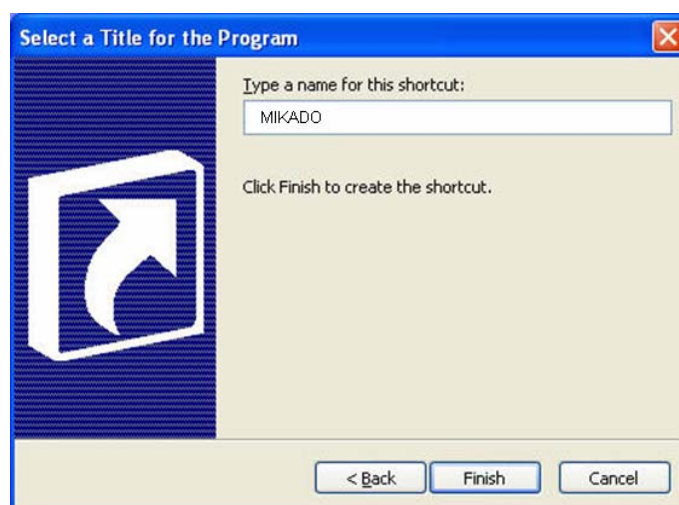 Select a Title for the Program
Type a name for this shortcut:
MIKADO
Click Finish to create the shortcut.
< Back
Finish
Cancel